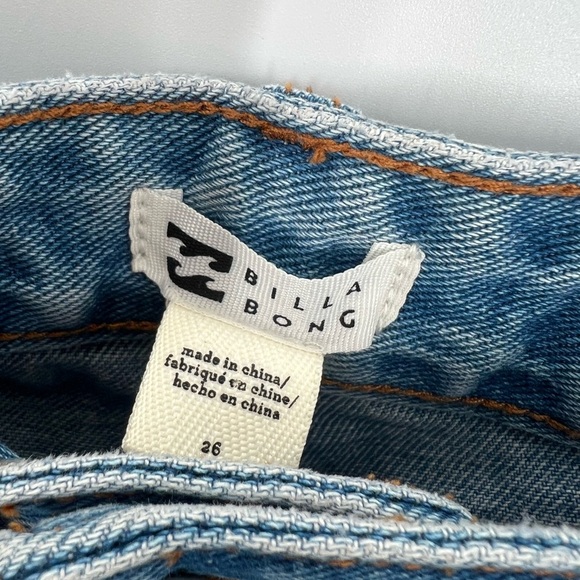 BILLA
BONG
made in china/
fabriqué en chine/
hecho en china
26